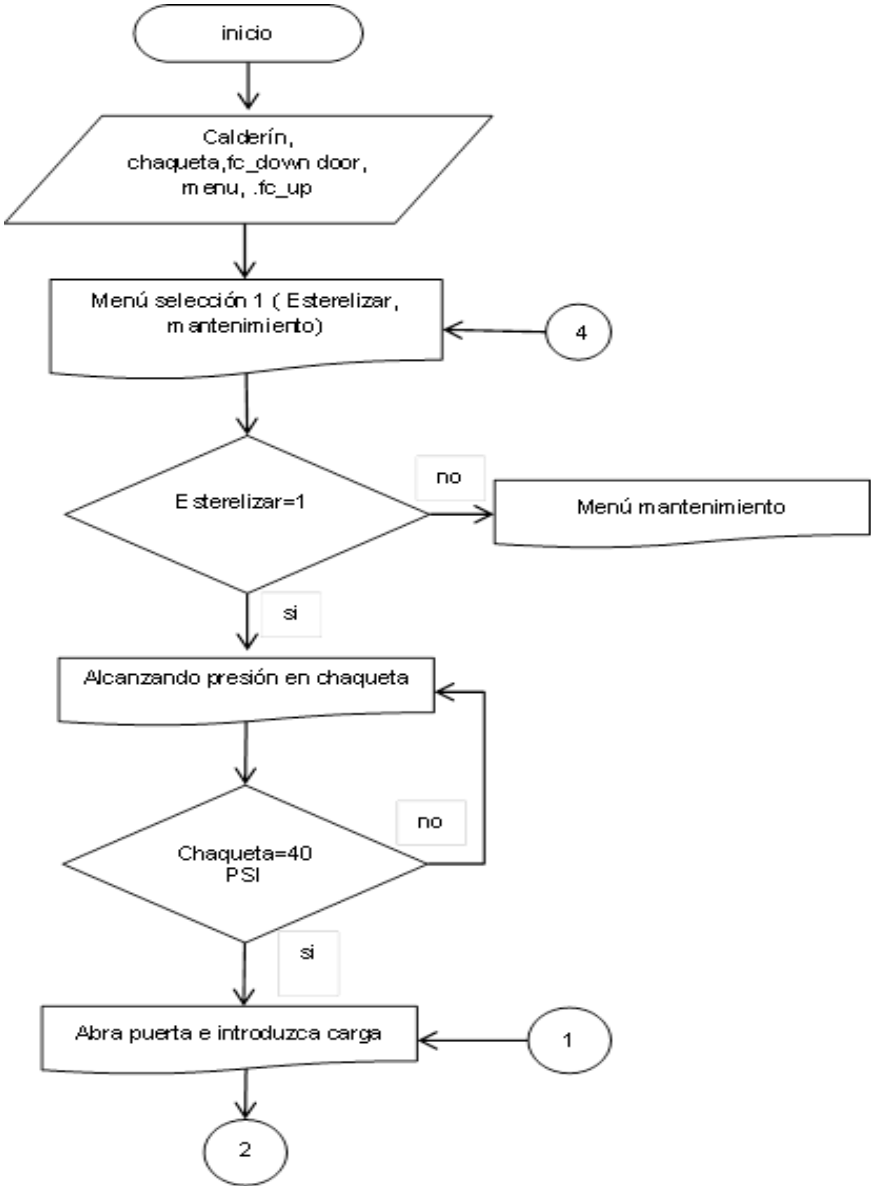 inicio
Calderín,
chaqueta,fc_down door,
menu, .fc_up
Menú selección 1 ( Esterelizar,
mantenimiento)
4
Esterelizar=1
no
Menú mantenimiento
si
Alcanzando presión en chaqueta
no
Chaqueta=40
PSI
si
Abra puerta e introduzca carga
1
2